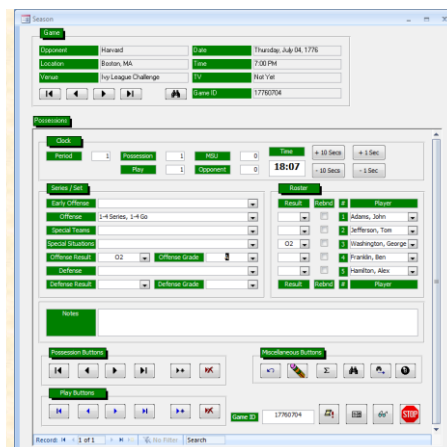 Season
Game
Opponent Harvard Date Thursday, July 04, 1776
Location Boston, MA Time 7:00 PM
Venue Ivy-League Challenge TV Not Yet
Game ID 17760704
Possessions
Clock
Period 1 Possession 1 MSU 0 Time + 10 Secs + 1 Sec
Play 1 Opponent 0 18:07 - 10 Secs - 1 Sec
Series / Set Roster
Early Offense Result Rebnd # Player
Offense 1-4 Series, 1-4 Go 1 Adams, John
Special Teams 2 Jefferson, Tom
Special Situations O2 3 Washington, George
Offense Result O2 Offense Grade 4 Franklin, Ben
Defense 5 Hamilton, Alex
Defense Result Defense Grade Result Rebnd # Player
Notes
Possession Buttons Miscellaneous Buttons
Σ
Play Buttons
Game ID 17760704 STOP
Record: 1 of 1 No Filter Search